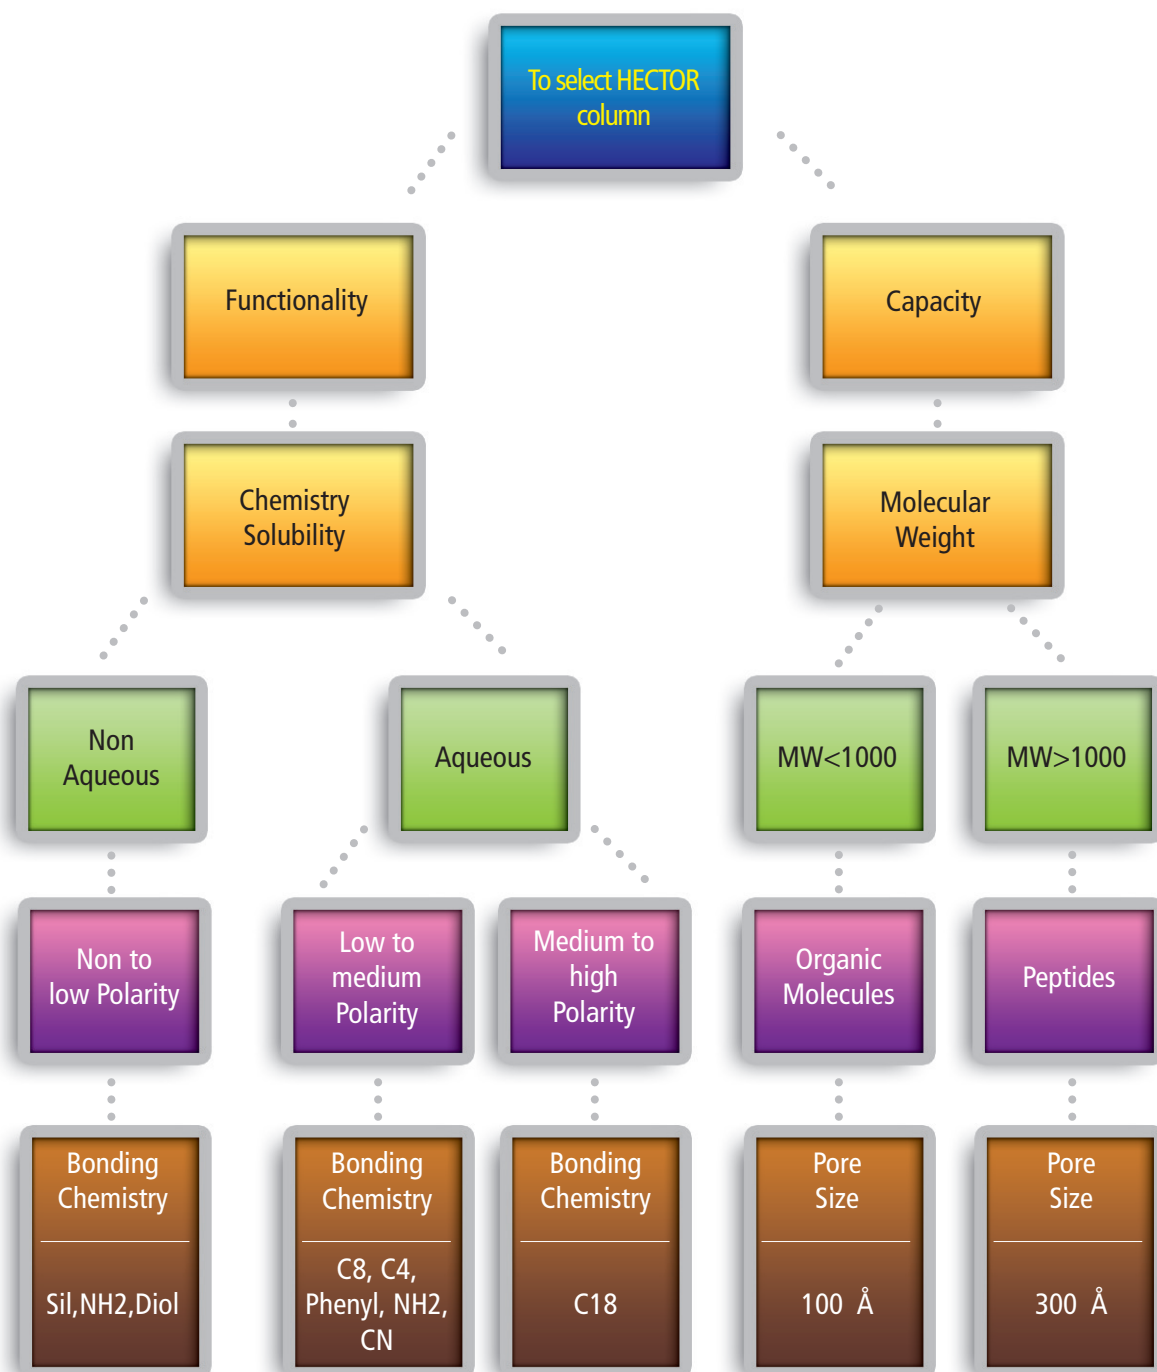 To select HECTOR
column
Functionality
Capacity
Chemistry
Solubility
Molecular
Weight
Non
Aqueous
Aqueous
MW<1000
MW>1000
Non to
low Polarity
Low to
medium
Polarity
Medium to
high
Polarity
Organic
Molecules
Peptides
Bonding
Chemistry
Sil,NH2,Diol
Bonding
Chemistry
C8, C4,
Phenyl, NH2,
CN
Bonding
Chemistry
C18
Pore
Size
100 Å
Pore
Size
300 Å